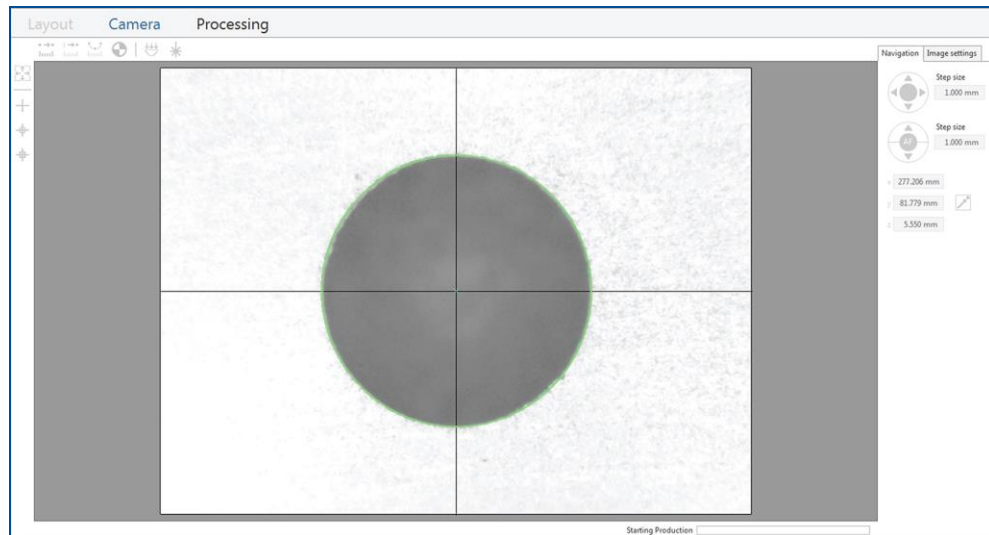 Layout Camera Processing
Navigation Image settings
Step size
1.000 mm
Step size
AF 1.000 mm
x 277.206 mm
y 81.779 mm
5.550 mm
Starting Production